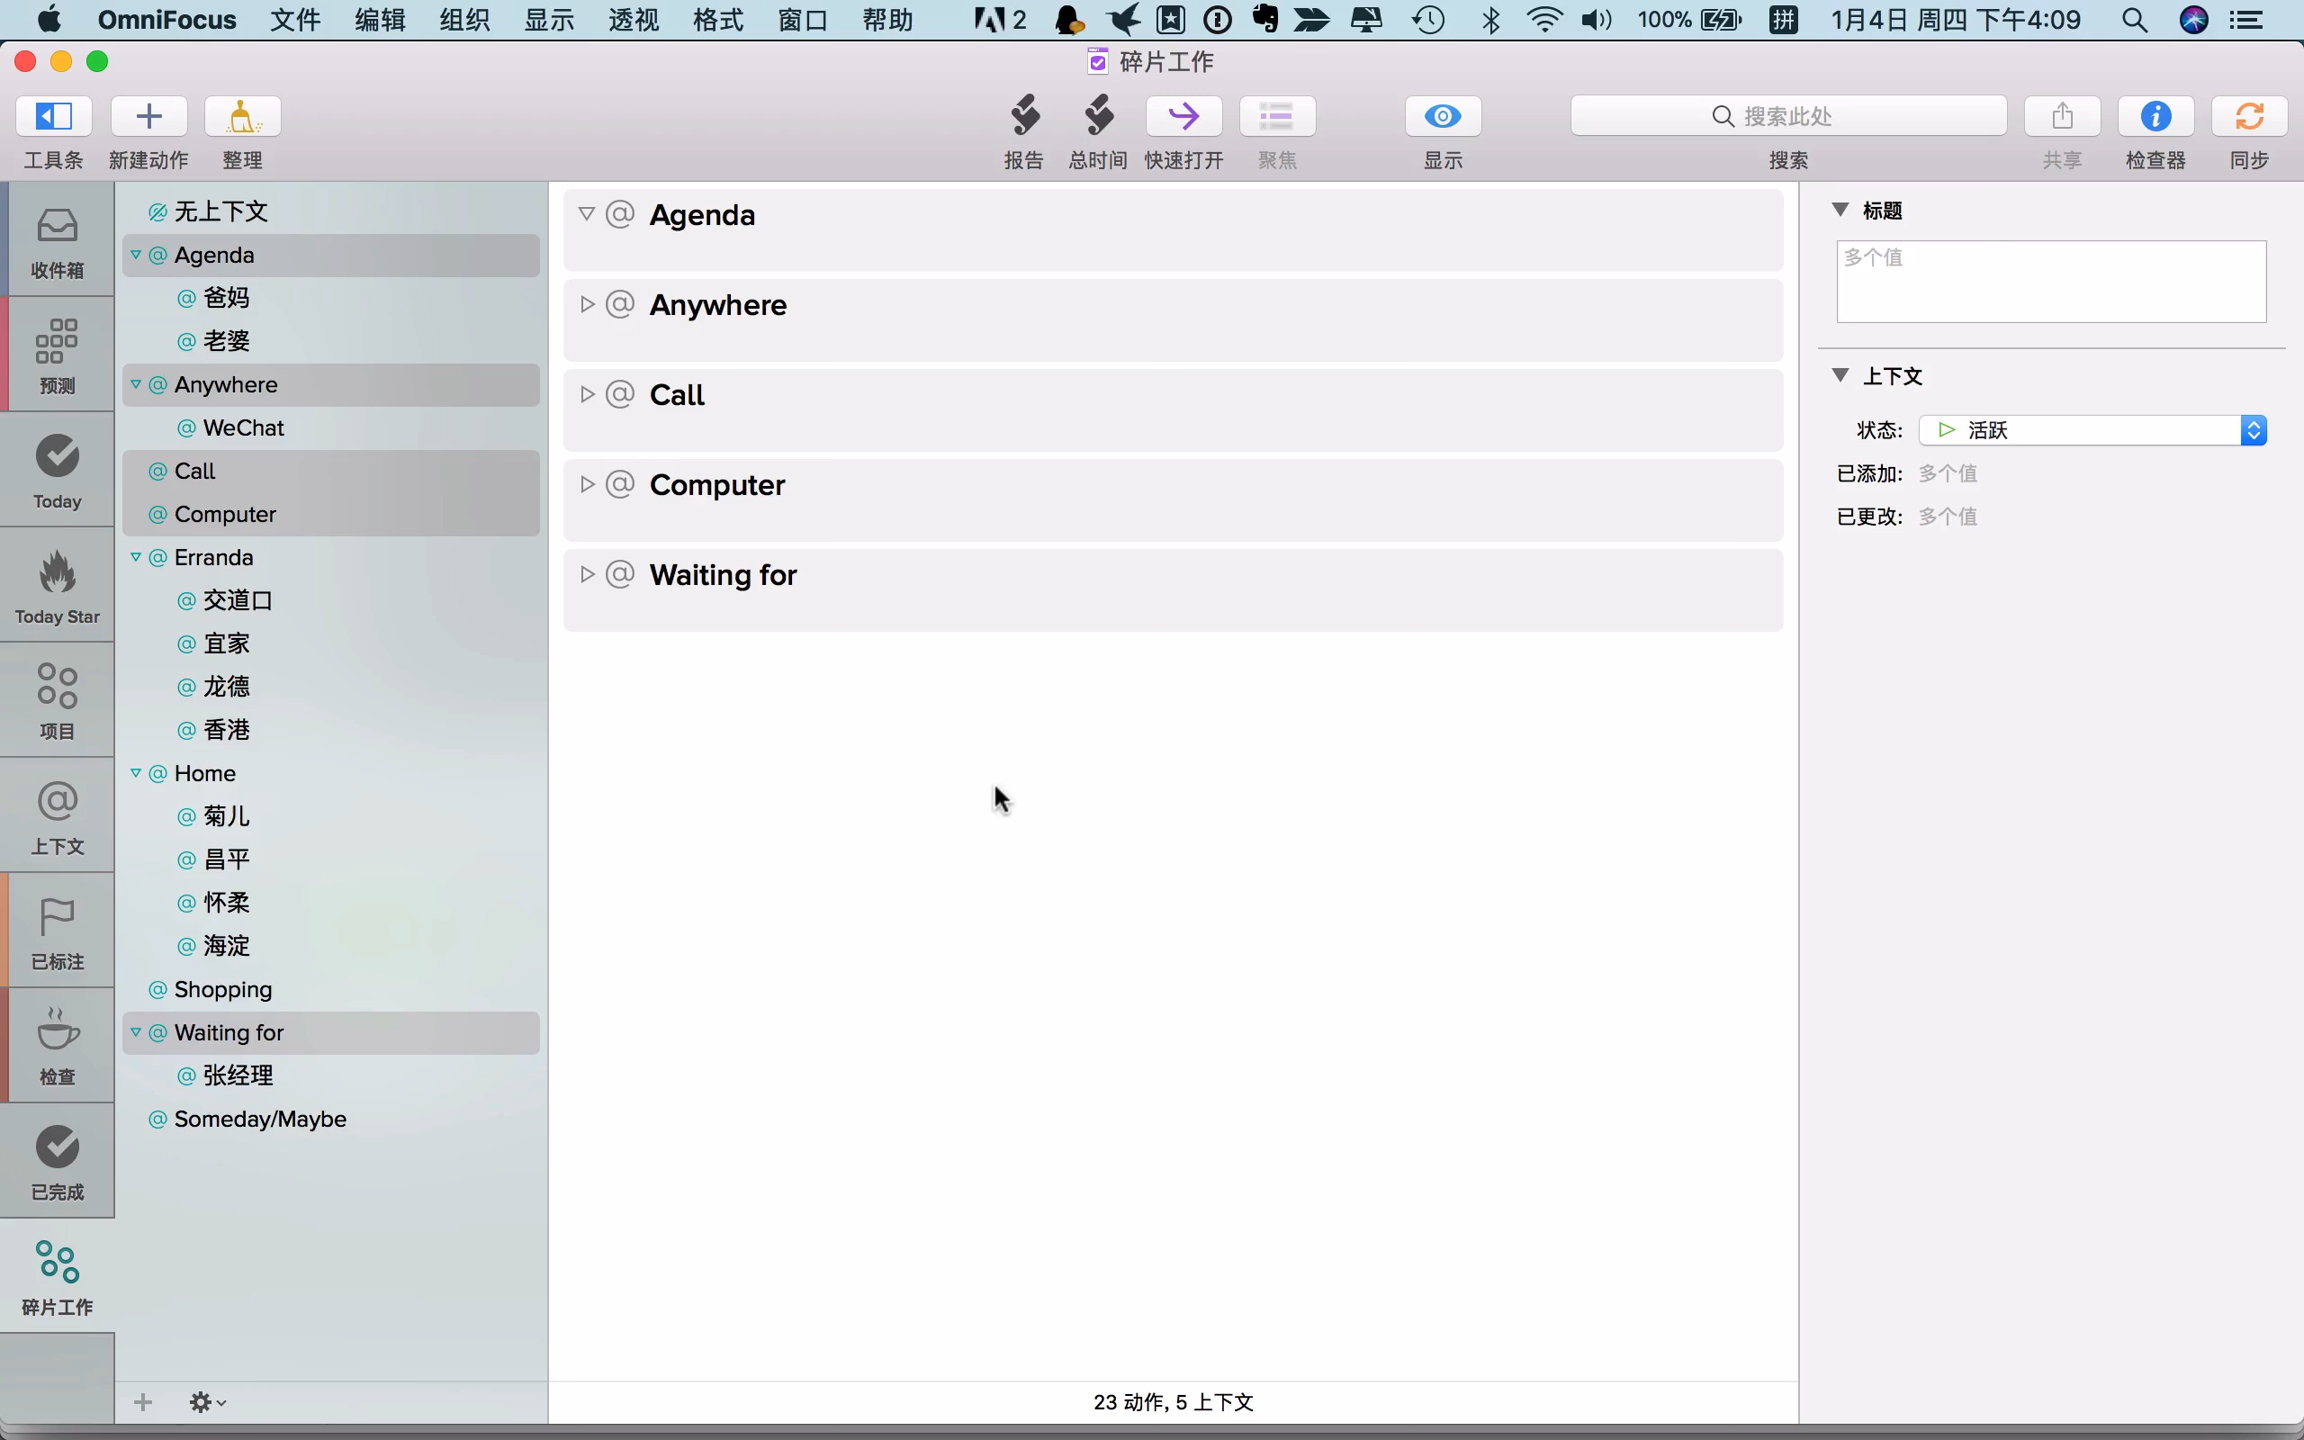 OmniFocus 文件 编辑 组织 显示 透视 格式 窗口 帮助 2 100% 拼 1月4日 周四 下午4:09
碎片工作
搜索此处
工具条 新建动作 整理 报告 总时间 快速打开 聚焦 显示 搜索 共享 检查器 同步
收件箱
预测
Today
Today Star
项目
上下文
已标注
检查
已完成
碎片工作
无上下文
@ Agenda
@ 爸妈
@ 老婆
@ Anywhere
@ WeChat
@ Call
@ Computer
@ Erranda
@ 交道口
@ 宜家
@ 龙德
@ 香港
@ Home
@ 菊儿
@ 昌平
@ 怀柔
@ 海淀
@ Shopping
@ Waiting for
@ 张经理
@ Someday/Maybe
@ Agenda
@ Anywhere
@ Call
@ Computer
@ Waiting for
23 动作, 5 上下文
标题
多个值
上下文
状态: 活跃
已添加: 多个值
已更改: 多个值